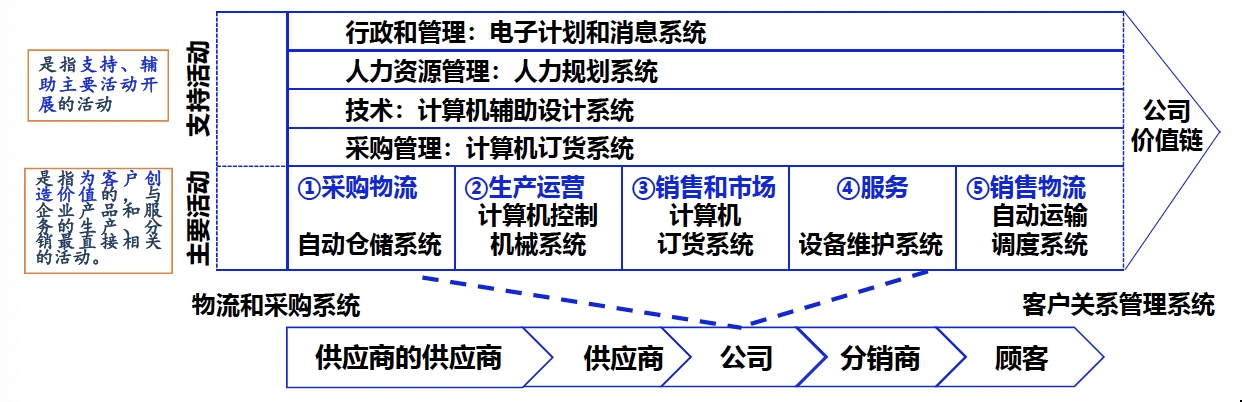 行政和管理：电子计划和消息系统
人力资源管理：人力规划系统
技术：计算机辅助设计系统
采购管理：计算机订货系统
支持活动
是指支持、辅
助主要活动开
展的活动
公司
价值链
主要活动
是指为客户创
造价值的，与
企业产品和服
务的生产、分
销最直接相关
的活动。
①采购物流
自动仓储系统
②生产运营
计算机控制
机械系统
③销售和市场
计算机
订货系统
④服务
设备维护系统
⑤销售物流
自动运输
调度系统
物流和采购系统
客户关系管理系统
供应商的供应商
供应商
公司
分销商
顾客